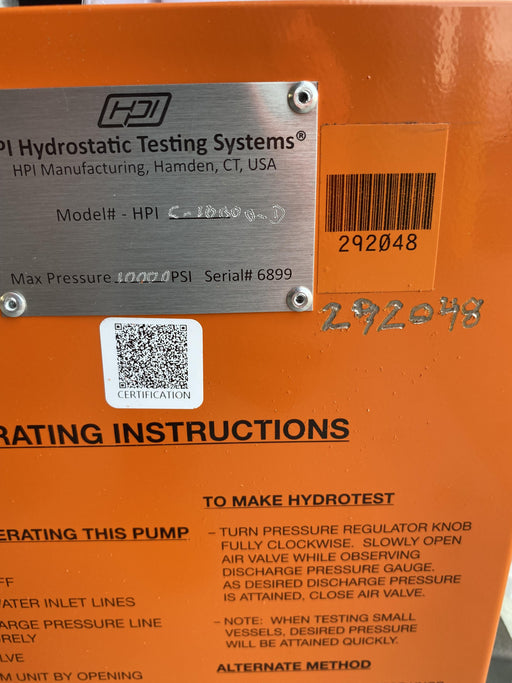 HPI
PI Hydrostatic Testing Systems®
HPI Manufacturing, Hamden, CT, USA
Model# - HPI C-10000-D
Max Pressure 10000 PSI Serial# 6899
292048
292048
CERTIFICATION
RATING INSTRUCTIONS
ERATING THIS PUMP
FF
WATER INLET LINES
ARGE PRESSURE LINE
RELY
LVE
M UNIT BY OPENING
TO MAKE HYDROTEST
– TURN PRESSURE REGULATOR KNOB
FULLY CLOCKWISE. SLOWLY OPEN
AIR VALVE WHILE OBSERVING
DISCHARGE PRESSURE GAUGE.
AS DESIRED DISCHARGE PRESSURE
IS ATTAINED, CLOSE AIR VALVE.
– NOTE: WHEN TESTING SMALL
VESSELS, DESIRED PRESSURE
WILL BE ATTAINED QUICKLY.
ALTERNATE METHOD